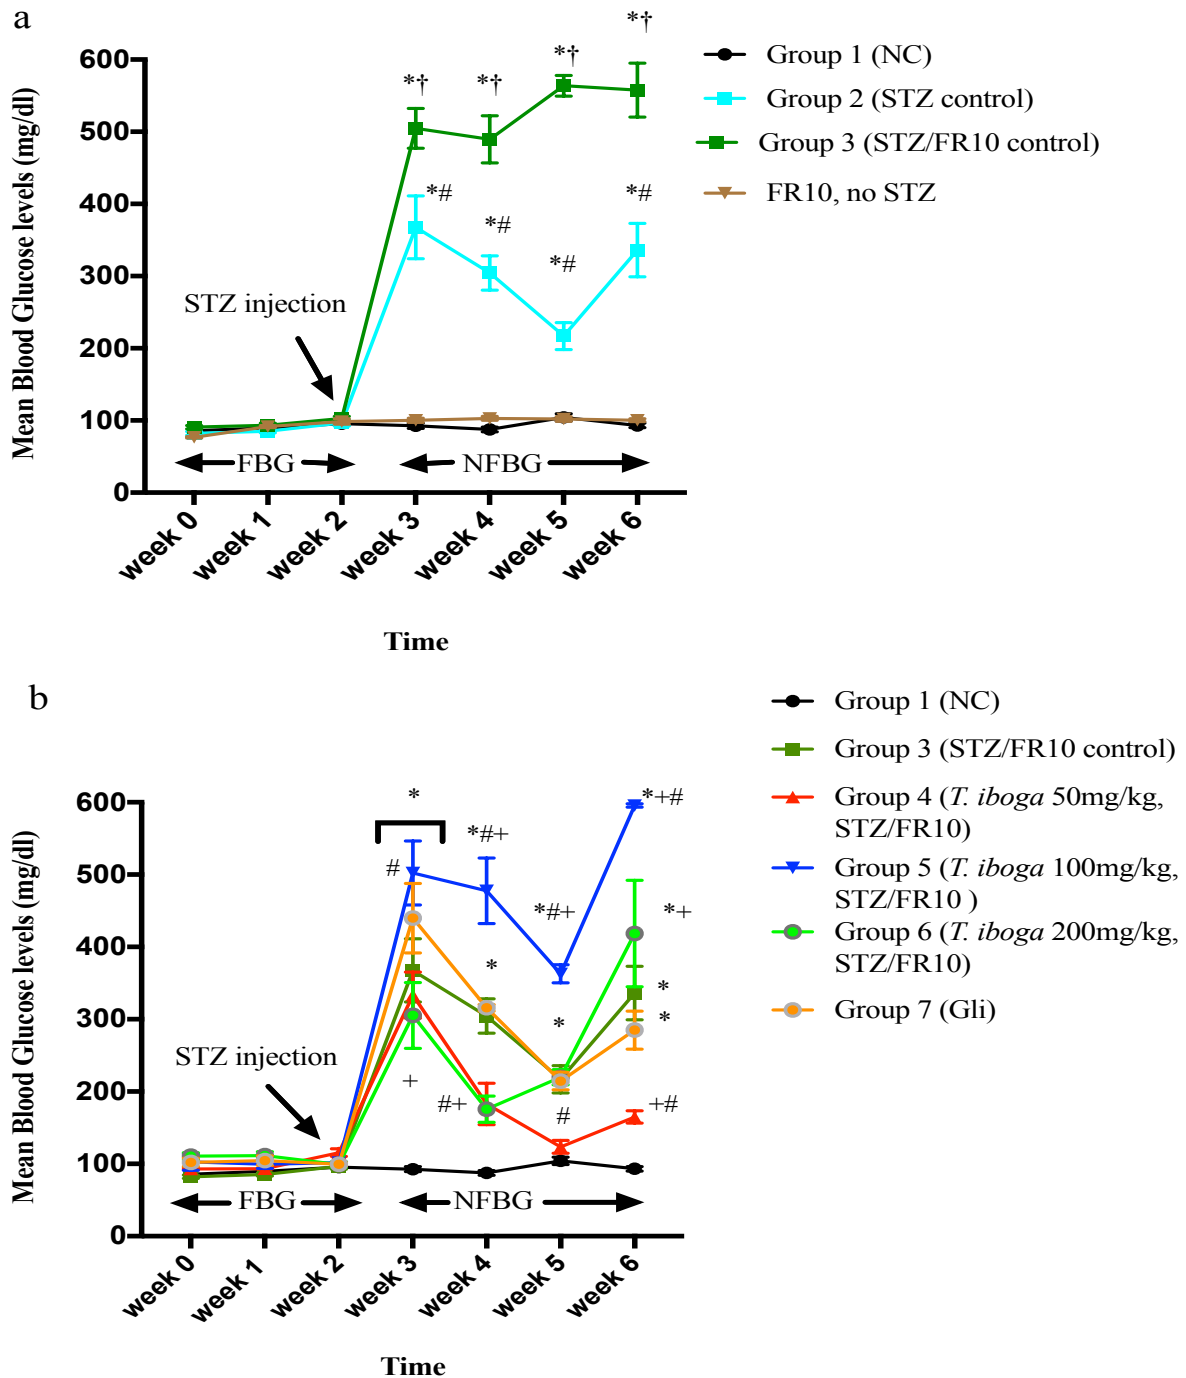 a
Mean Blood Glucose levels (mg/dl)
600
500
400
300
200
100
0
*†
*†
*†
*†
*#
*#
*#
*#
STZ injection
FBG
NFBG
week 0
week 1
week 2
week 3
week 4
week 5
week 6
Time
Group 1 (NC)
Group 2 (STZ control)
Group 3 (STZ/FR10 control)
FR10, no STZ
b
Mean Blood Glucose levels (mg/dl)
600
500
400
300
200
100
0
*
#
*#+
*#+
*+#
*+
*
*
*
*
+
#+
#
+#
STZ injection
FBG
NFBG
week 0
week 1
week 2
week 3
week 4
week 5
week 6
Time
Group 1 (NC)
Group 3 (STZ/FR10 control)
Group 4 (T. iboga 50mg/kg,
STZ/FR10)
Group 5 (T. iboga 100mg/kg,
STZ/FR10 )
Group 6 (T. iboga 200mg/kg,
STZ/FR10)
Group 7 (Gli)